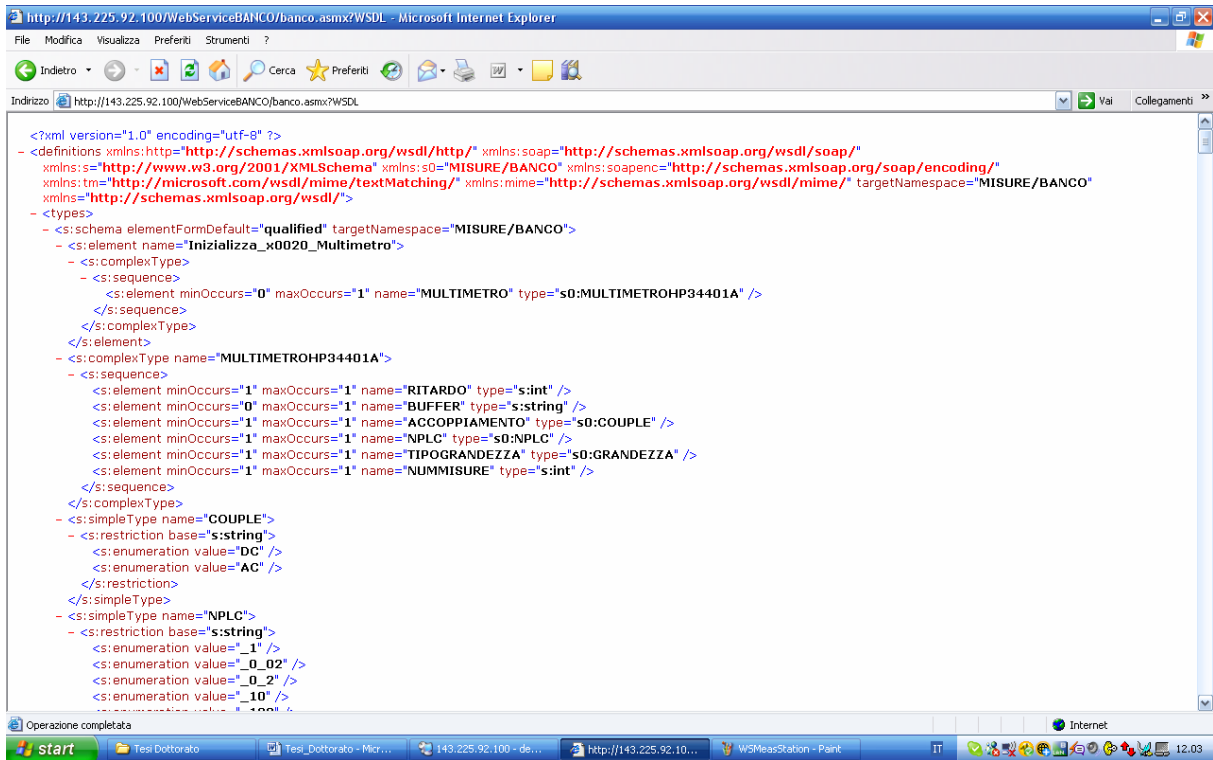 http://143.225.92.100/WebServiceBANCO/banco.asmx?WSDL - Microsoft Internet Explorer
File Modifica Visualizza Preferiti Strumenti ?
Indietro Cerca Preferiti
Indirizzo http://143.225.92.100/WebServiceBANCO/banco.asmx?WSDL Vai Collegamenti »
<?xml version="1.0" encoding="utf-8" ?>
- <definitions xmlns:http="http://schemas.xmlsoap.org/wsdl/http/" xmlns:soap="http://schemas.xmlsoap.org/wsdl/soap/"
xmlns:s="http://www.w3.org/2001/XMLSchema" xmlns:s0="MISURE/BANCO" xmlns:soapenc="http://schemas.xmlsoap.org/soap/encoding/"
xmlns:tm="http://microsoft.com/wsdl/mime/textMatching/" xmlns:mime="http://schemas.xmlsoap.org/wsdl/mime/" targetNamespace="MISURE/BANCO"
xmlns="http://schemas.xmlsoap.org/wsdl/">
- <types>
- <s:schema elementFormDefault="qualified" targetNamespace="MISURE/BANCO">
- <s:element name="Inizializza_x0020_Multimetro">
- <s:complexType>
- <s:sequence>
<s:element minOccurs="0" maxOccurs="1" name="MULTIMETRO" type="s0:MULTIMETROHP34401A" />
</s:sequence>
</s:complexType>
</s:element>
- <s:complexType name="MULTIMETROHP34401A">
- <s:sequence>
<s:element minOccurs="1" maxOccurs="1" name="RITARDO" type="s:int" />
<s:element minOccurs="0" maxOccurs="1" name="BUFFER" type="s:string" />
<s:element minOccurs="1" maxOccurs="1" name="ACCOPPIAMENTO" type="s0:COUPLE" />
<s:element minOccurs="1" maxOccurs="1" name="NPLC" type="s0:NPLC" />
<s:element minOccurs="1" maxOccurs="1" name="TIPOGRANDEZZA" type="s0:GRANDEZZA" />
<s:element minOccurs="1" maxOccurs="1" name="NUMMISURE" type="s:int" />
</s:sequence>
</s:complexType>
- <s:simpleType name="COUPLE">
- <s:restriction base="s:string">
<s:enumeration value="DC" />
<s:enumeration value="AC" />
</s:restriction>
</s:simpleType>
- <s:simpleType name="NPLC">
- <s:restriction base="s:string">
<s:enumeration value="_1" />
<s:enumeration value="_0_02" />
<s:enumeration value="_0_2" />
<s:enumeration value="_10" />
Operazione completata Internet
start Tesi Dottorato Tesi_Dottorato - Micr... 143.225.92.100 - de... http://143.225.92.10... WSMeasStation - Paint IT 12.03